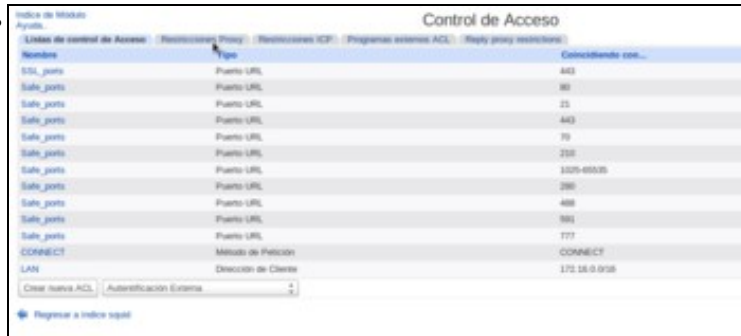 Índice de Módulo
Ayuda..
Control de Acceso
Listas de control de Acceso Restricciones Proxy Restricciones ICP Programas externos ACL Reply proxy restrictions
Nombre Tipo Coincidiendo con...
SSL_ports Puerto URL 443
Safe_ports Puerto URL 80
Safe_ports Puerto URL 21
Safe_ports Puerto URL 443
Safe_ports Puerto URL 70
Safe_ports Puerto URL 210
Safe_ports Puerto URL 1025-65535
Safe_ports Puerto URL 280
Safe_ports Puerto URL 488
Safe_ports Puerto URL 591
Safe_ports Puerto URL 777
CONNECT Método de Petición CONNECT
LAN Dirección de Cliente 172.16.0.0/16
Crear nueva ACL Autentificación Externa
Regresar a índice squid